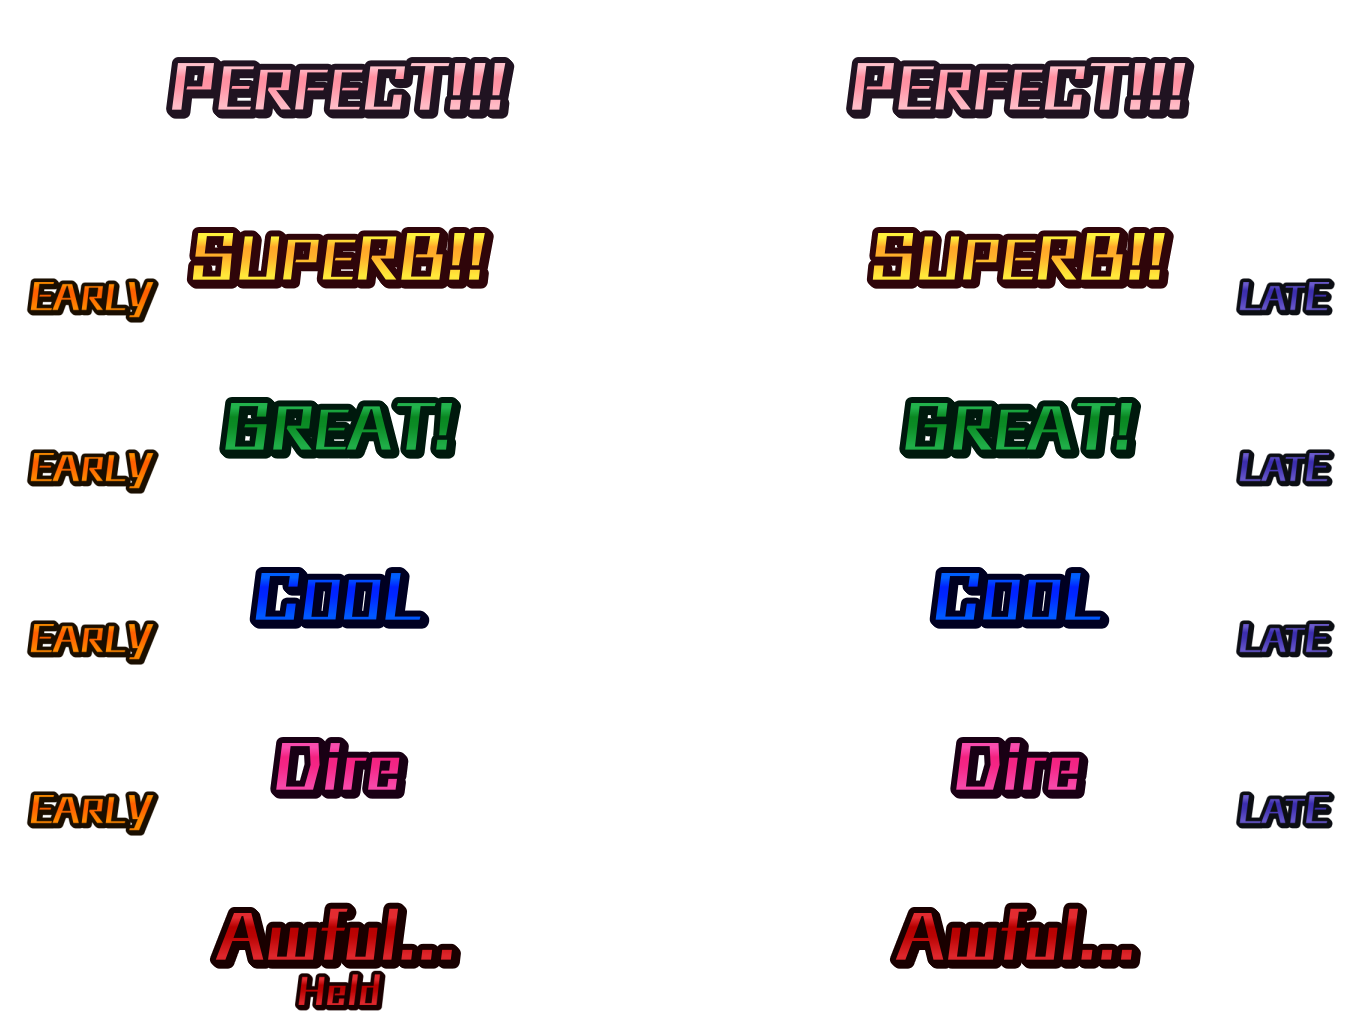 PERFECT!!! PERFECT!!!
SUPERB!! SUPERB!!
EARLY LATE
GREAT! GREAT!
EARLY LATE
COOL COOL
EARLY LATE
Dire Dire
EARLY LATE
Awful... Awful...
Held